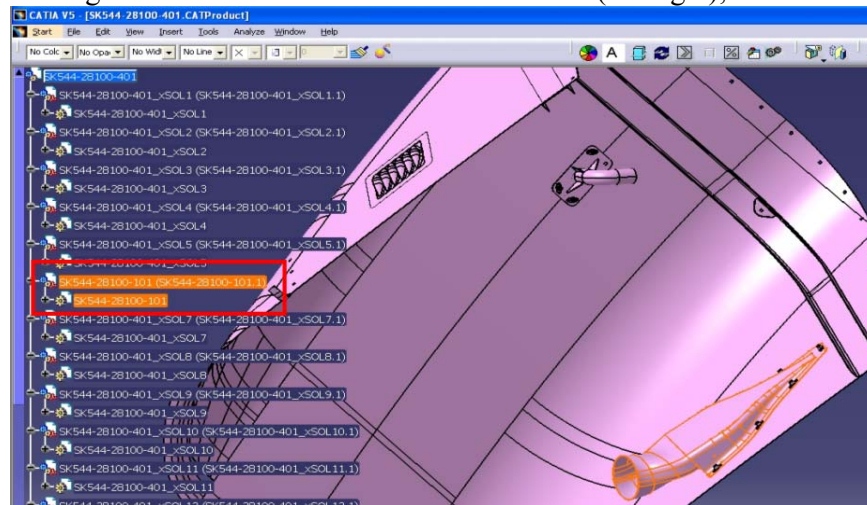 CATIA V5 - [SK544-28100-401.CATProduct]
Start File Edit View Insert Tools Analyze Window Help
No Colc No Opa No Wid No Line
SK544-28100-401
SK544-28100-401_xSOL1 (SK544-28100-401_xSOL1.1)
SK544-28100-401_xSOL1
SK544-28100-401_xSOL2 (SK544-28100-401_xSOL2.1)
SK544-28100-401_xSOL2
SK544-28100-401_xSOL3 (SK544-28100-401_xSOL3.1)
SK544-28100-401_xSOL3
SK544-28100-401_xSOL4 (SK544-28100-401_xSOL4.1)
SK544-28100-401_xSOL4
SK544-28100-401_xSOL5 (SK544-28100-401_xSOL5.1)
SK544-28100-401_xSOL5
SK544-28100-101 (SK544-28100-101.1)
SK544-28100-101
SK544-28100-401_xSOL7 (SK544-28100-401_xSOL7.1)
SK544-28100-401_xSOL7
SK544-28100-401_xSOL8 (SK544-28100-401_xSOL8.1)
SK544-28100-401_xSOL8
SK544-28100-401_xSOL9 (SK544-28100-401_xSOL9.1)
SK544-28100-401_xSOL9
SK544-28100-401_xSOL10 (SK544-28100-401_xSOL10.1)
SK544-28100-401_xSOL10
SK544-28100-401_xSOL11 (SK544-28100-401_xSOL11.1)
SK544-28100-401_xSOL11